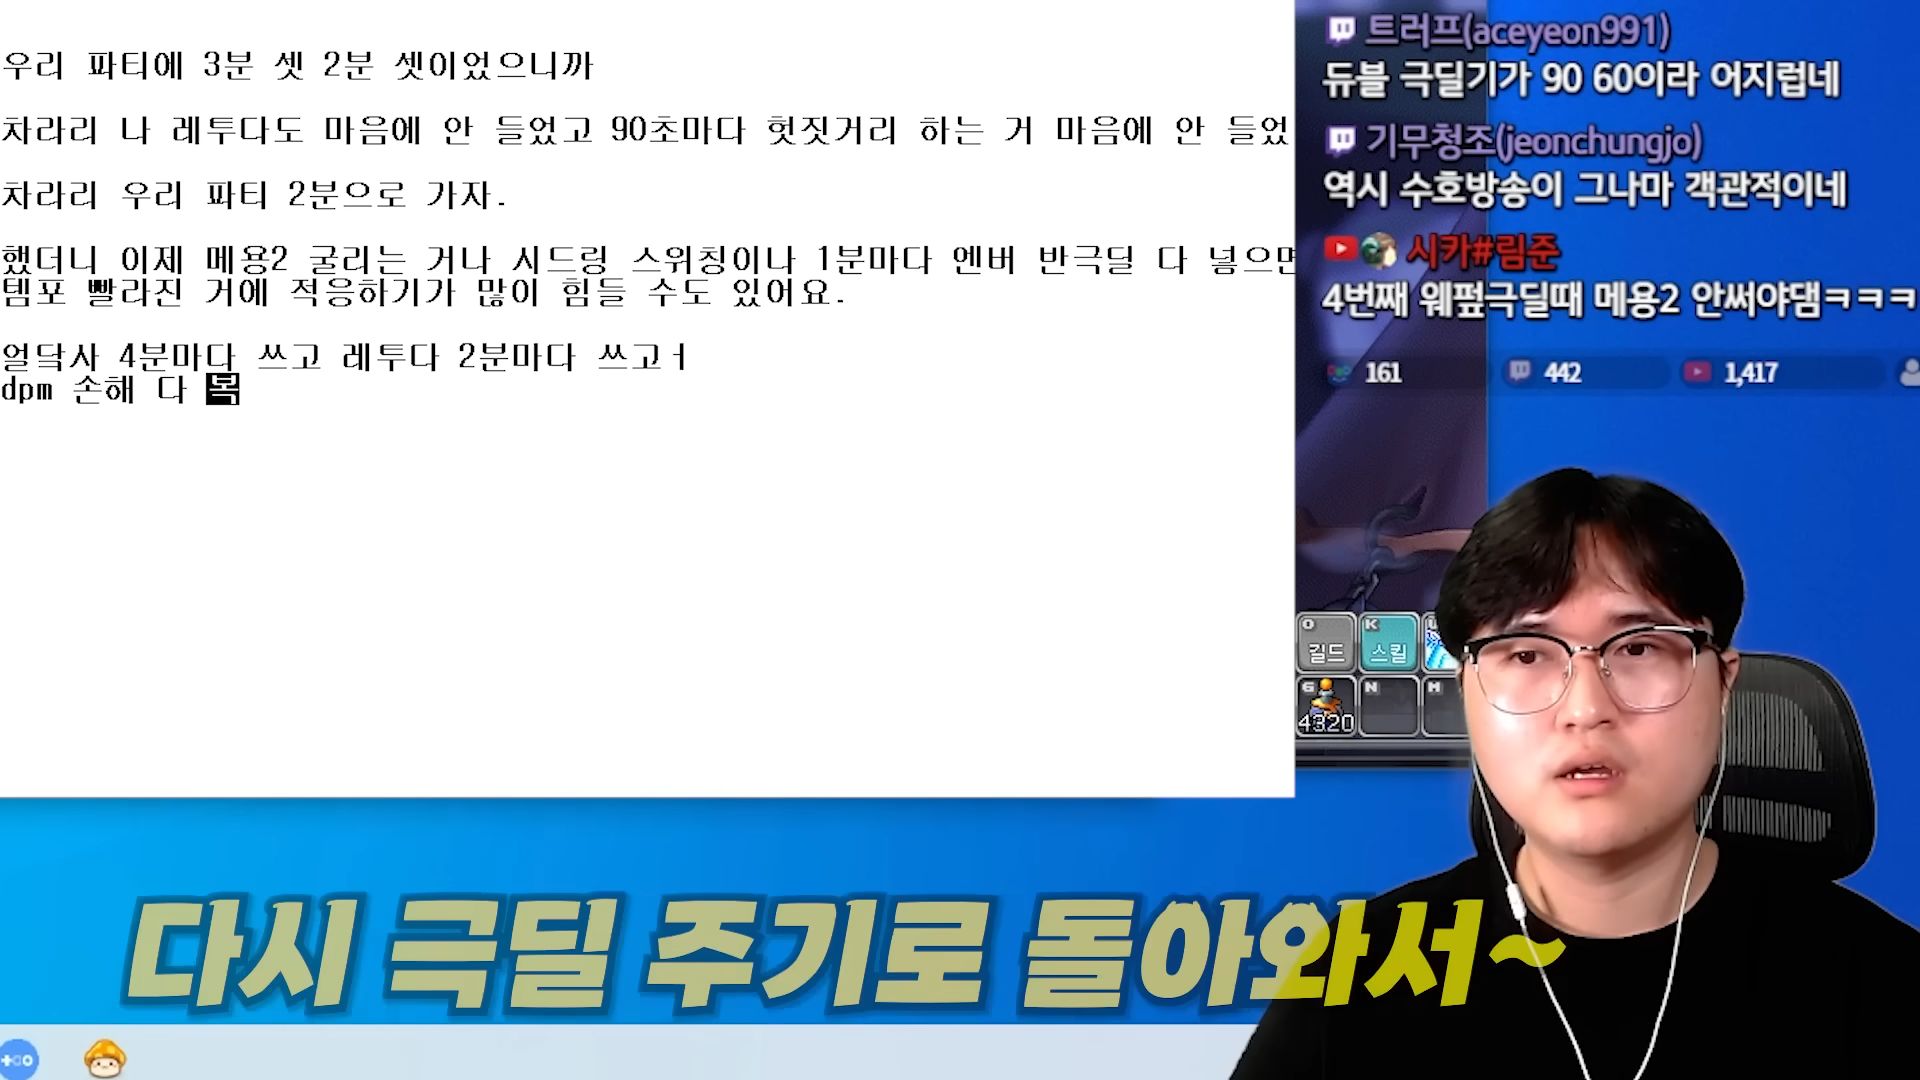 우리 파티에 3분 셋 2분 셋이었으니까
차라리 나 레투다도 마음에 안 들었고 90초마다 헛짓거리 하는 거 마음에 안 들었
차라리 우리 파티 2분으로 가자.
했더니 이제 메용2 굴리는 거나 시드링 스위칭이나 1분마다 엔버 반극딜 다 넣으면
템포 빨라진 거에 적응하기가 많이 힘들 수도 있어요.
얼닼사 4분마다 쓰고 레투다 2분마다 쓰고ㅓ
dpm 손해 다 복
트러프(aceyeon991)
듀블 극딜기가 90 60이라 어지럽네
기무청조(jeonchungjo)
역시 수호방송이 그나마 객관적이네
시카#림준
4번째 웨펖극딜때 메용2 안써야댐ㅋㅋㅋ
161 442 1,417
O K
길드 스킬
G N M
4320
다시 극딜 주기로 돌아와서~